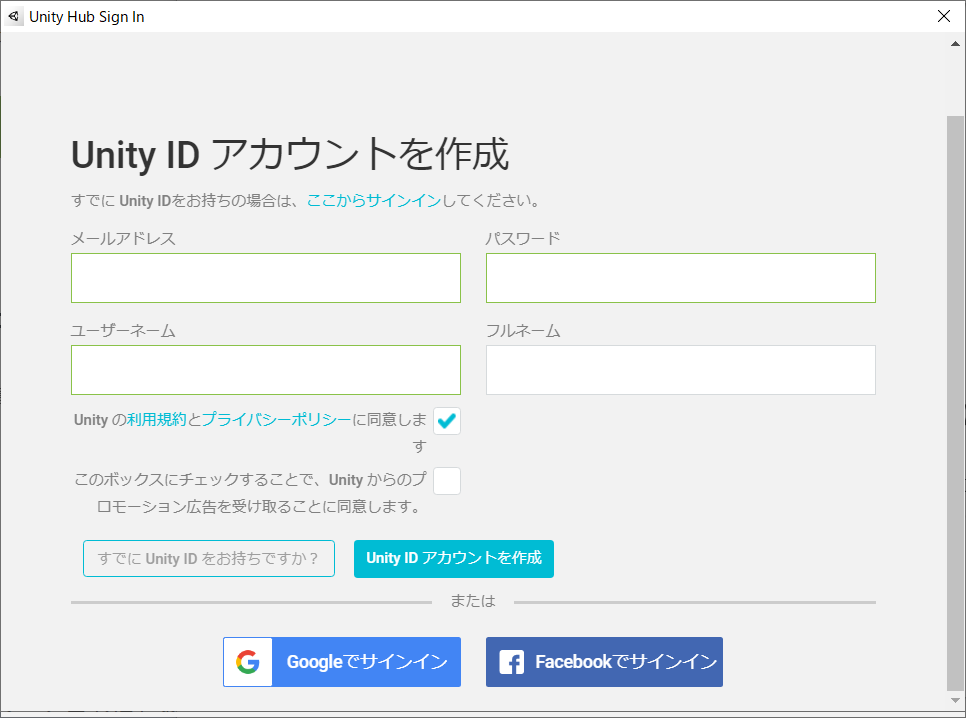 Unity Hub Sign In
Unity ID アカウントを作成
すでに Unity IDをお持ちの場合は、ここからサインインしてください。
メールアドレス
パスワード
ユーザーネーム
フルネーム
Unity の利用規約とプライバシーポリシーに同意しま
す
このボックスにチェックすることで、Unity からのプ
ロモーション広告を受け取ることに同意します。
すでに Unity ID をお持ちですか？
Unity ID アカウントを作成
または
Googleでサインイン
Facebookでサインイン